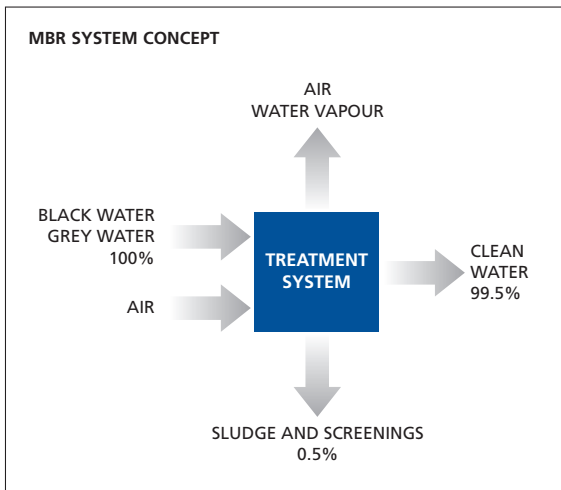 MBR SYSTEM CONCEPT
AIR
WATER VAPOUR
BLACK WATER
GREY WATER
100%
AIR
TREATMENT
SYSTEM
CLEAN
WATER
99.5%
SLUDGE AND SCREENINGS
0.5%